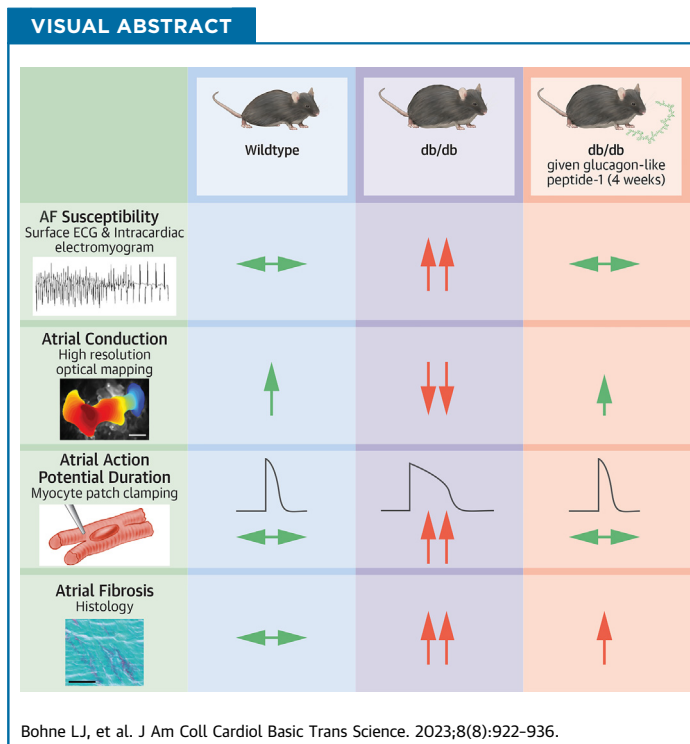 VISUAL ABSTRACT
Wildtype
db/db
db/db
given glucagon-like
peptide-1 (4 weeks)
AF Susceptibility
Surface ECG & Intracardiac
electromyogram
Atrial Conduction
High resolution
optical mapping
Atrial Action
Potential Duration
Myocyte patch clamping
Atrial Fibrosis
Histology
Bohne LJ, et al. J Am Coll Cardiol Basic Trans Science. 2023;8(8):922-936.